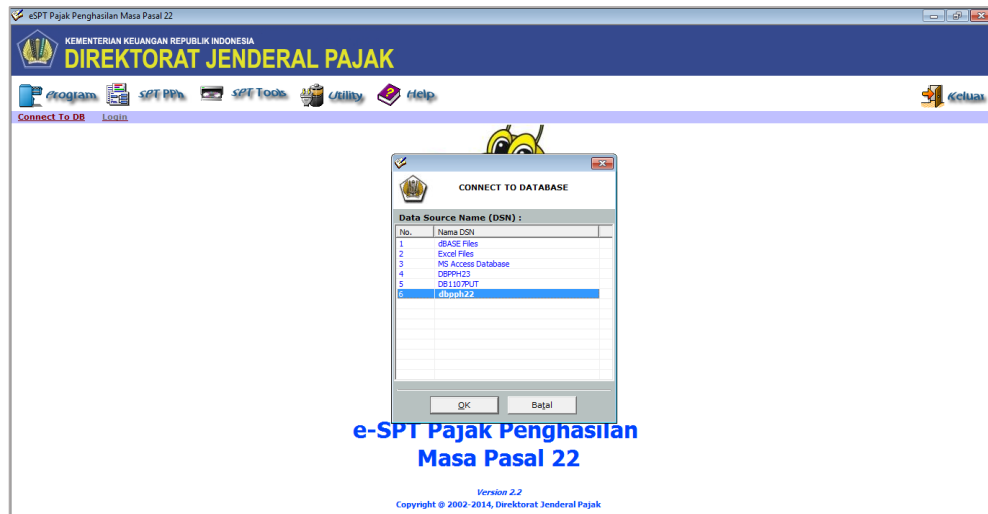 eSPT Pajak Penghasilan Masa Pasal 22
KEMENTERIAN KEUANGAN REPUBLIK INDONESIA
DIREKTORAT JENDERAL PAJAK
Program SPT PPh SPT Tools Utility Help Keluar
Connect To DB Login
CONNECT TO DATABASE
Data Source Name (DSN) :
No. Nama DSN
1 dBASE Files
2 Excel Files
3 MS Access Database
4 DBPPH23
5 DB1107PUT
6 dbpph22
OK Batal
e-SPT Pajak Penghasilan
Masa Pasal 22
Version 2.2
Copyright @ 2002-2014, Direktorat Jenderal Pajak